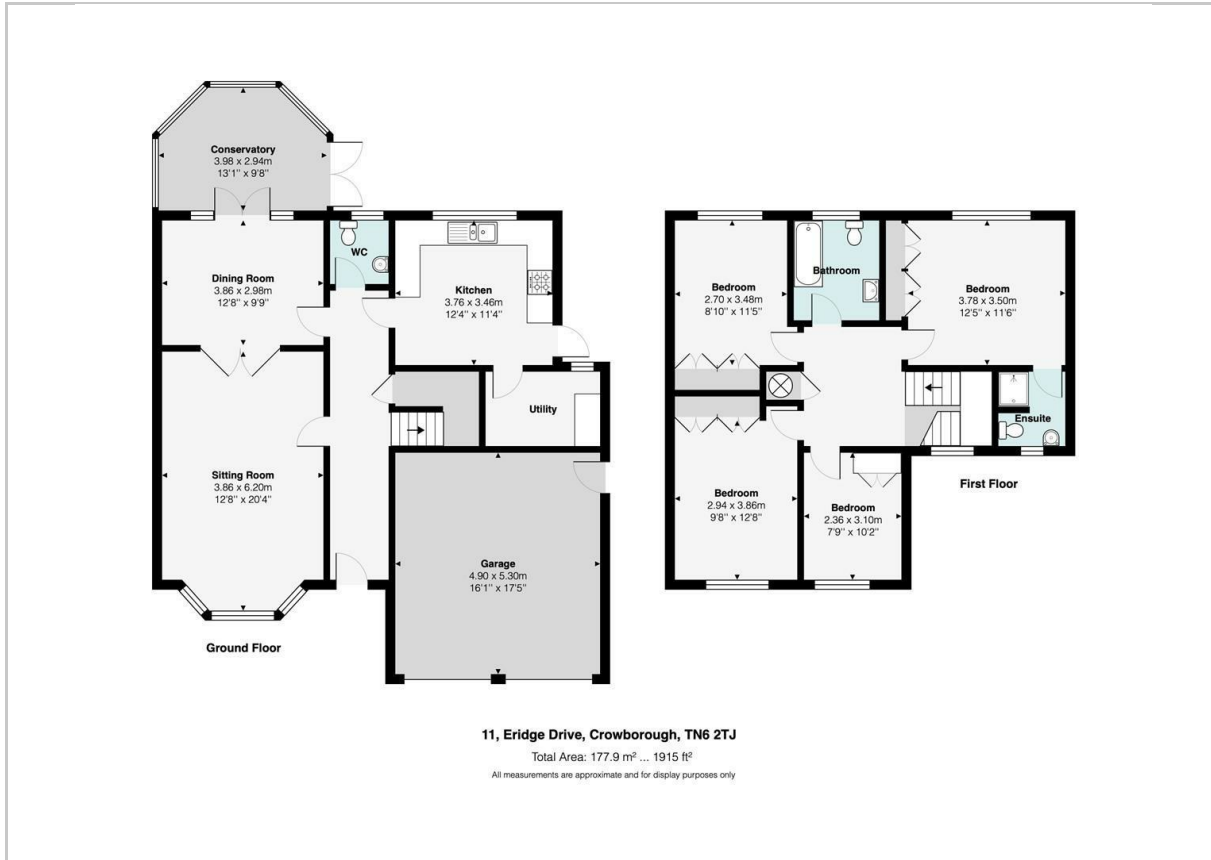 Conservatory
3.98 x 2.94m
13'1" x 9'8"
WC
Dining Room
3.86 x 2.98m
12'8" x 9'9"
Kitchen
3.76 x 3.46m
12'4" x 11'4"
Utility
Sitting Room
3.86 x 6.20m
12'8" x 20'4"
Garage
4.90 x 5.30m
16'1" x 17'5"
Ground Floor
Bathroom
Bedroom
2.70 x 3.48m
8'10" x 11'5"
Bedroom
3.78 x 3.50m
12'5" x 11'6"
Ensuite
Bedroom
2.94 x 3.86m
9'8" x 12'8"
Bedroom
2.36 x 3.10m
7'9" x 10'2"
First Floor
11, Eridge Drive, Crowborough, TN6 2TJ
Total Area: 177.9 m² ... 1915 ft²
All measurements are approximate and for display purposes only